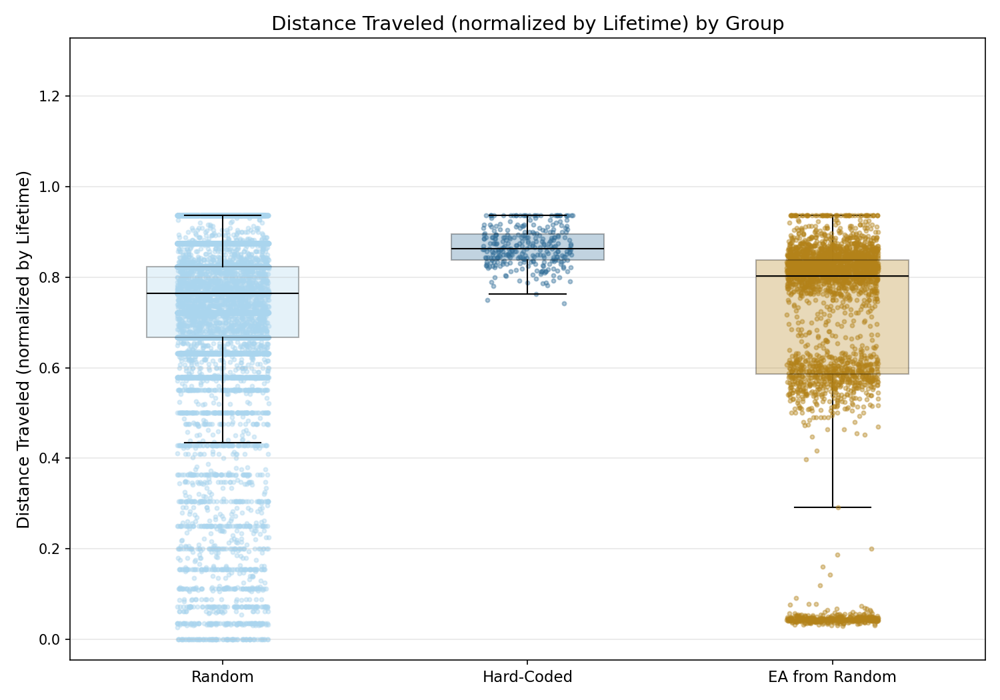 Distance Traveled (normalized by Lifetime) by Group
Distance Traveled (normalized by Lifetime)
1.2
1.0
0.8
0.6
0.4
0.2
0.0
Random Hard-Coded EA from Random